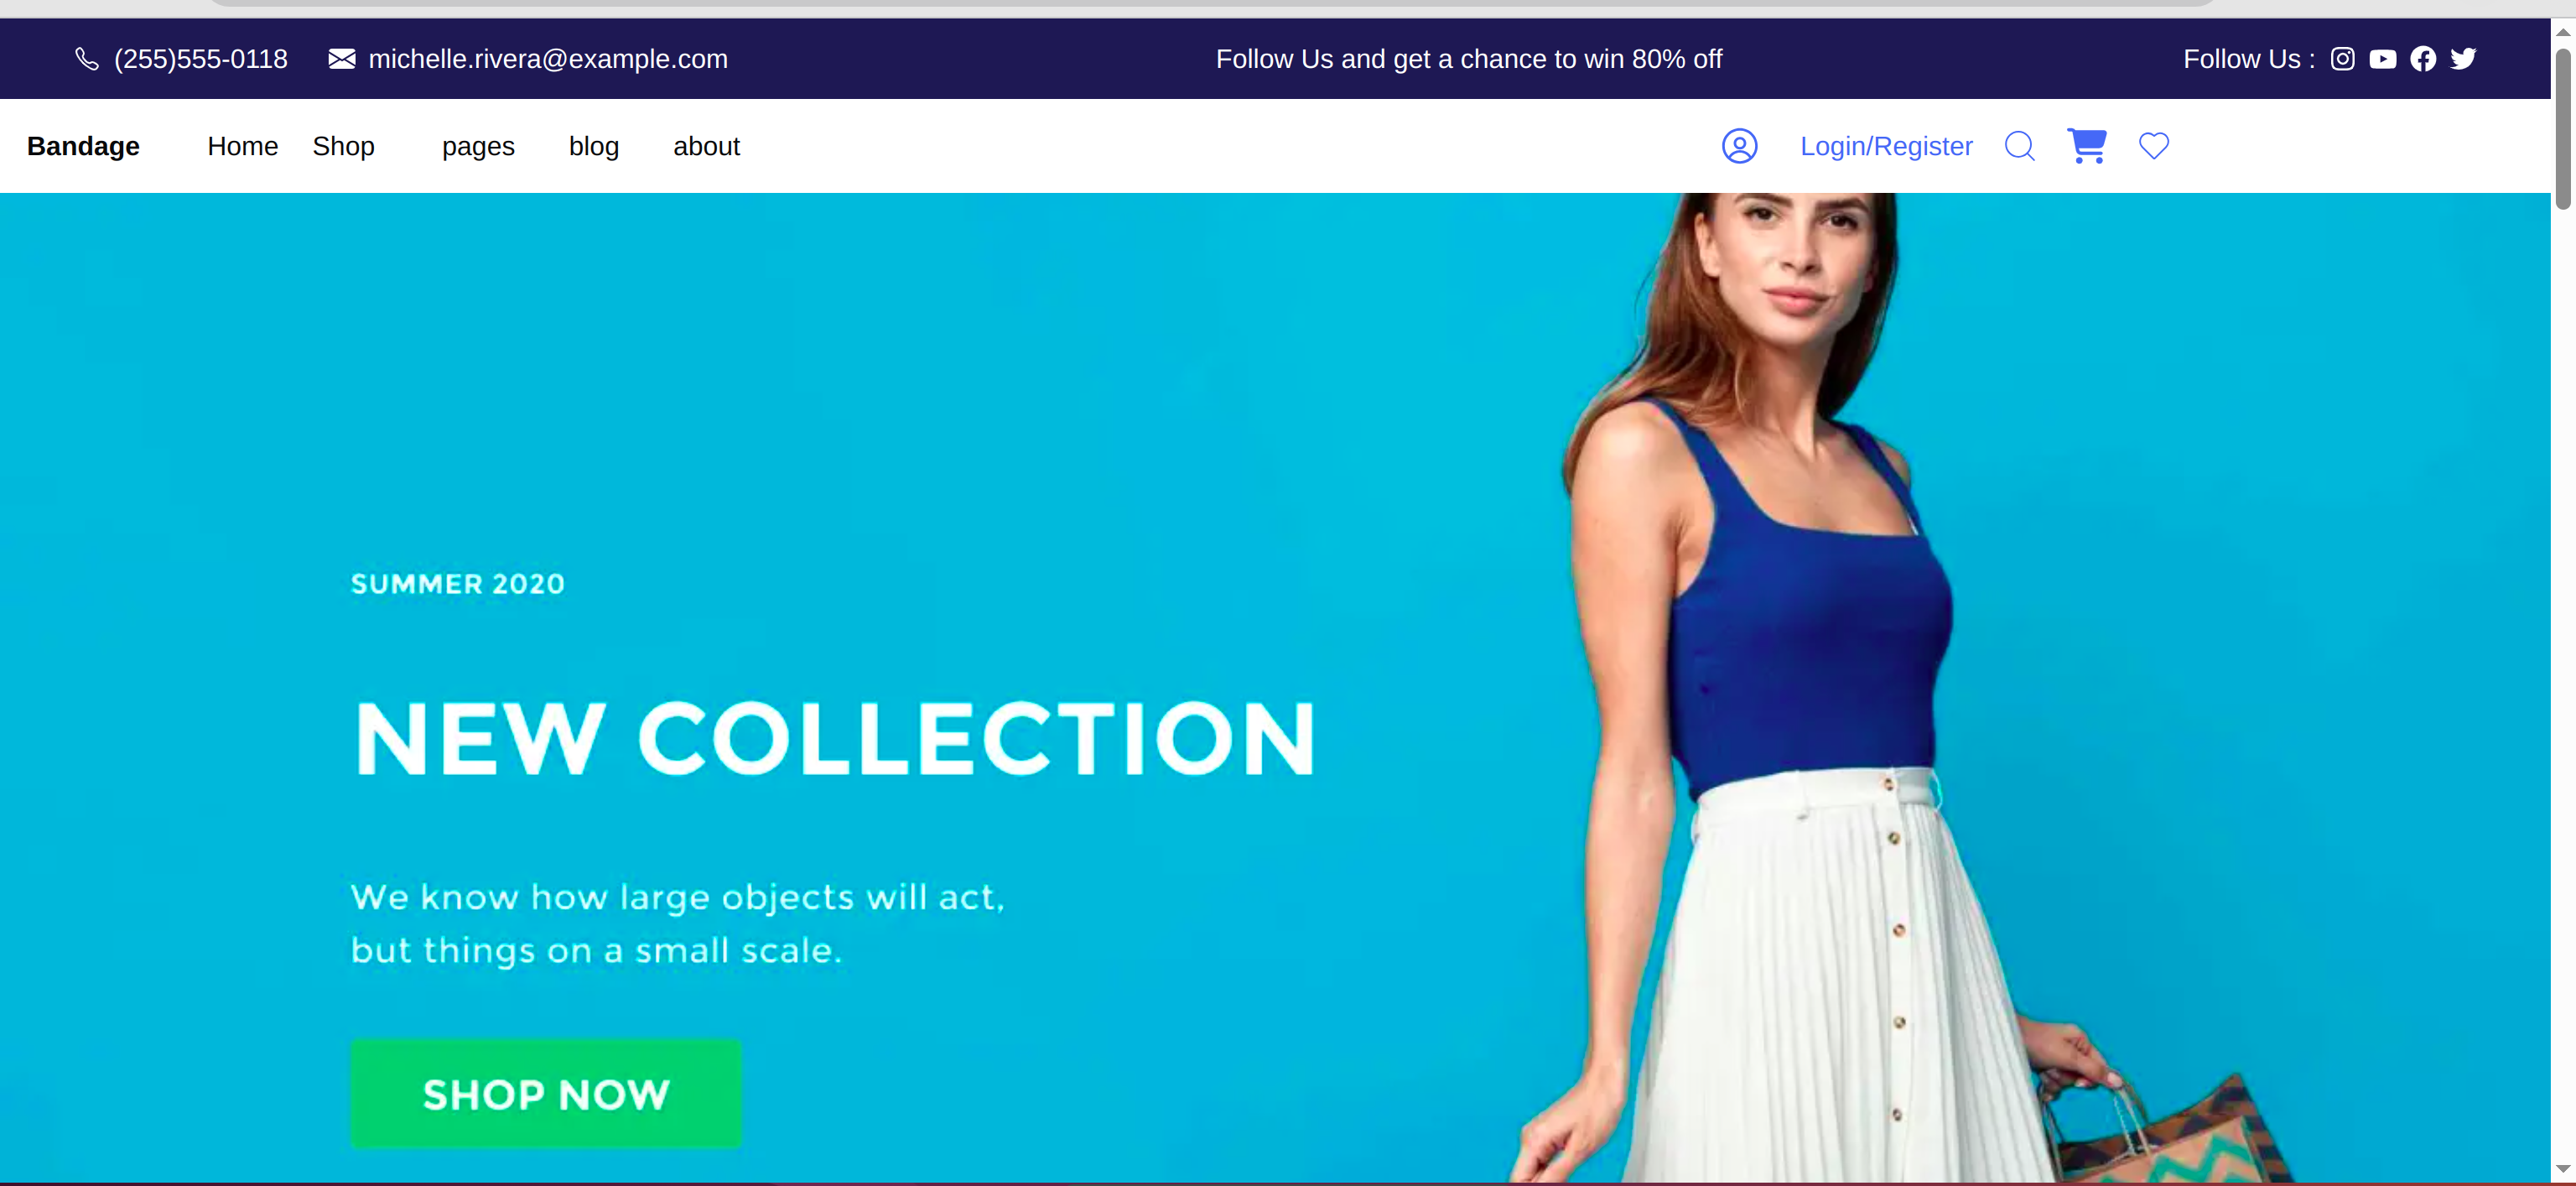 (255)555-0118 michelle.rivera@example.com Follow Us and get a chance to win 80% off Follow Us :
Bandage Home Shop pages blog about Login/Register
SUMMER 2020
NEW COLLECTION
We know how large objects will act,
but things on a small scale.
SHOP NOW